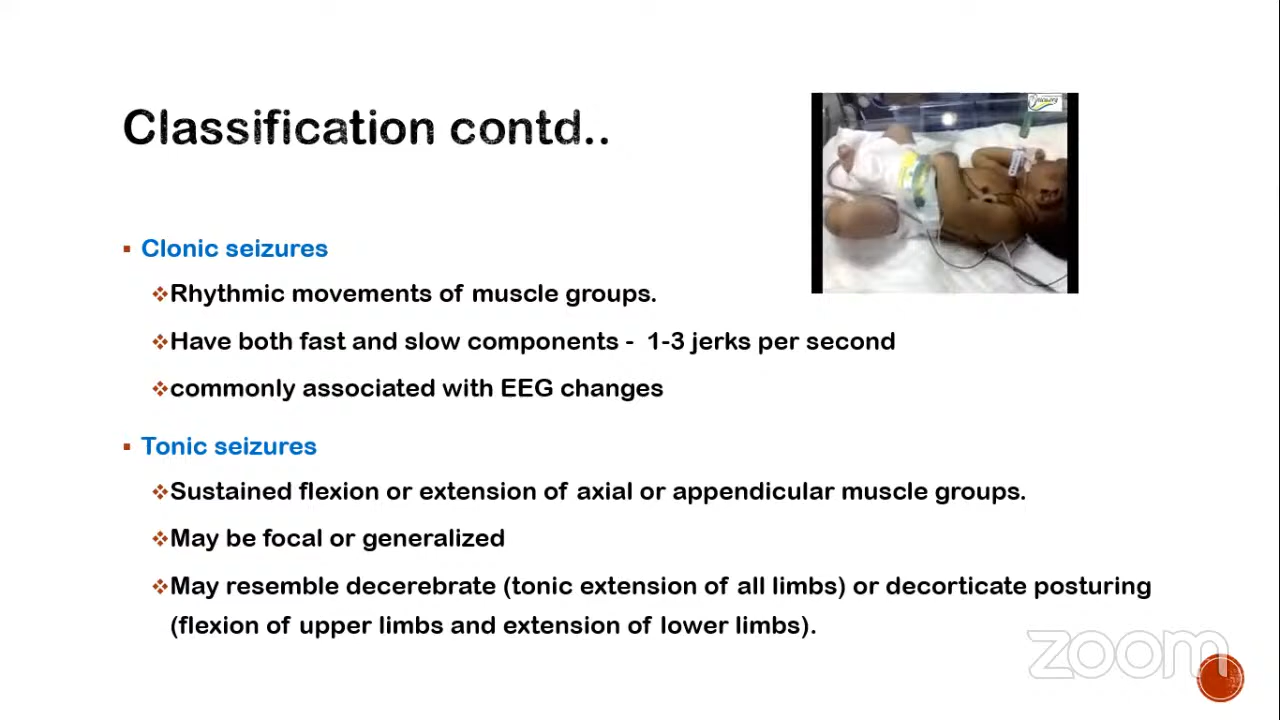 Classification contd..
Clonic seizures
Rhythmic movements of muscle groups.
Have both fast and slow components - 1-3 jerks per second
commonly associated with EEG changes
Tonic seizures
Sustained flexion or extension of axial or appendicular muscle groups.
May be focal or generalized
May resemble decerebrate (tonic extension of all limbs) or decorticate posturing
(flexion of upper limbs and extension of lower limbs).
zoom